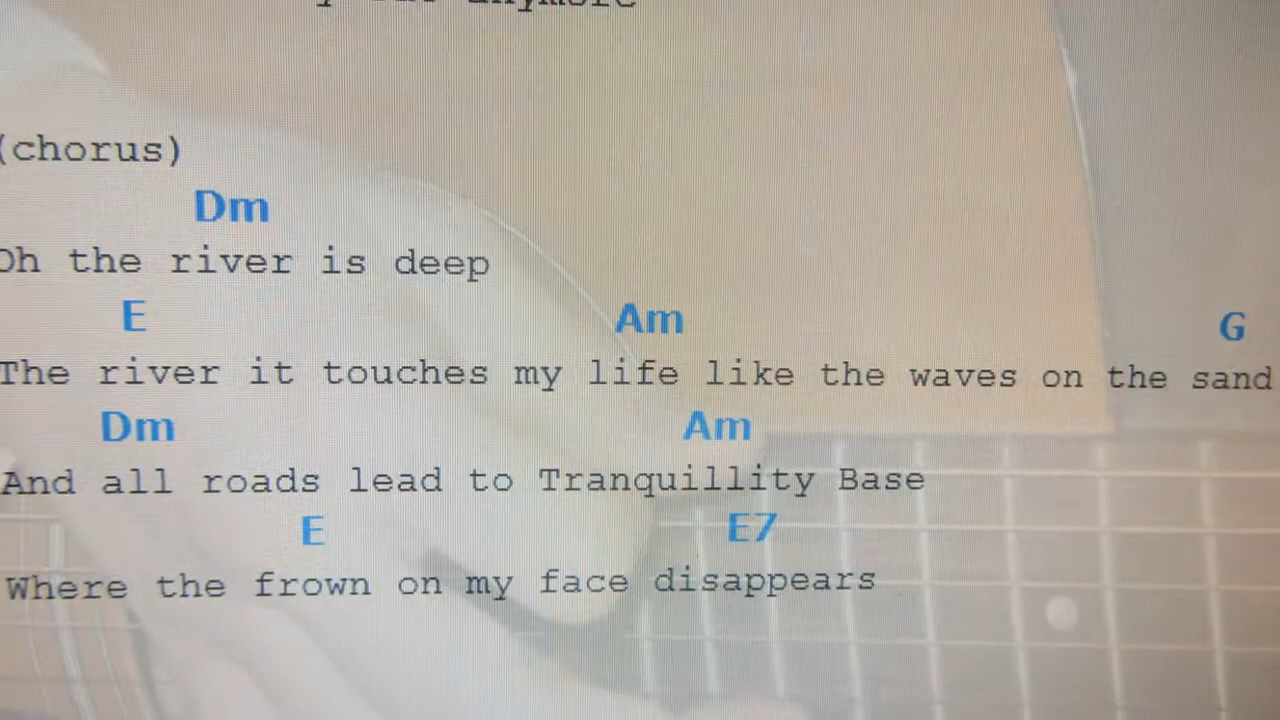 anymore
(chorus)
Dm
Oh the river is deep
E Am G
The river it touches my life like the waves on the sand
Dm Am
And all roads lead to Tranquillity Base
E E7
Where the frown on my face disappears